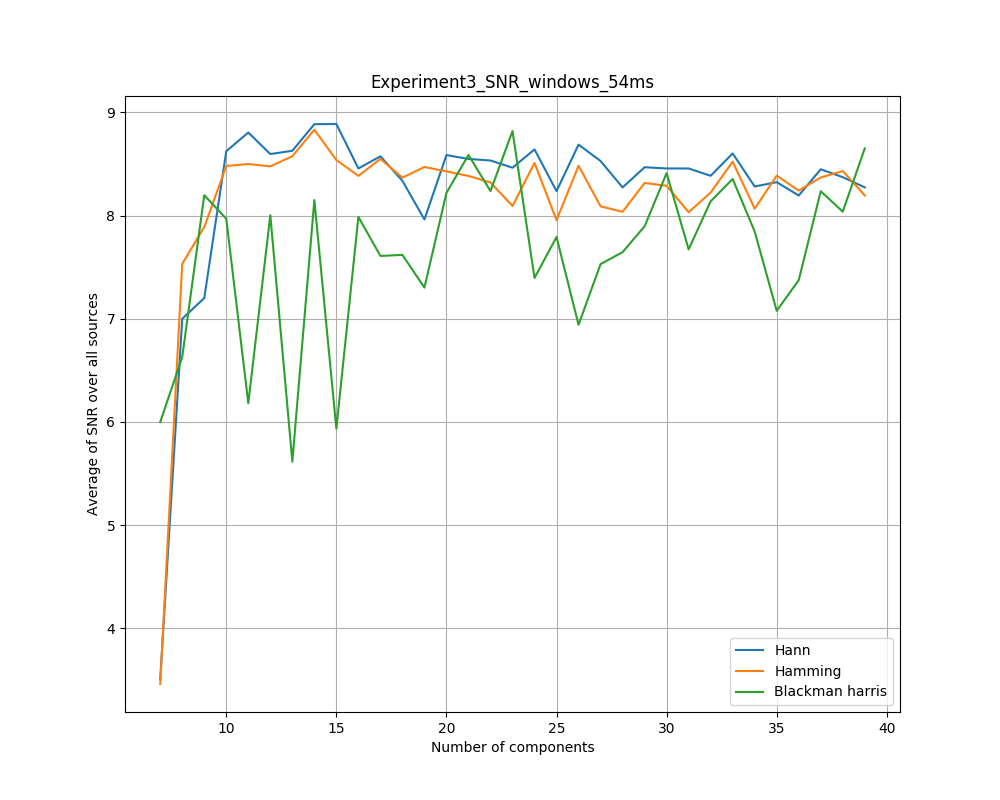 Experiment3_SNR_windows_54ms
Average of SNR over all sources
9
8
7
6
5
4
10 15 20 25 30 35 40
Number of components
Hann
Hamming
Blackman harris